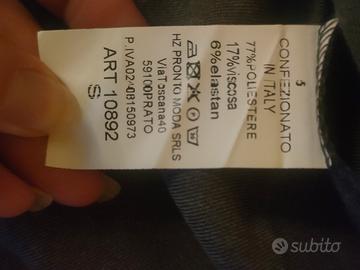 5
CONFEZIONATO
IN ITALY
77%POLIESTERE
17%viscosa
6%elastan
HZ PRONTO MODA SRLS
ViaToscana40
59100PRATO
P.IVA02408150973
ART 10892
S
subito